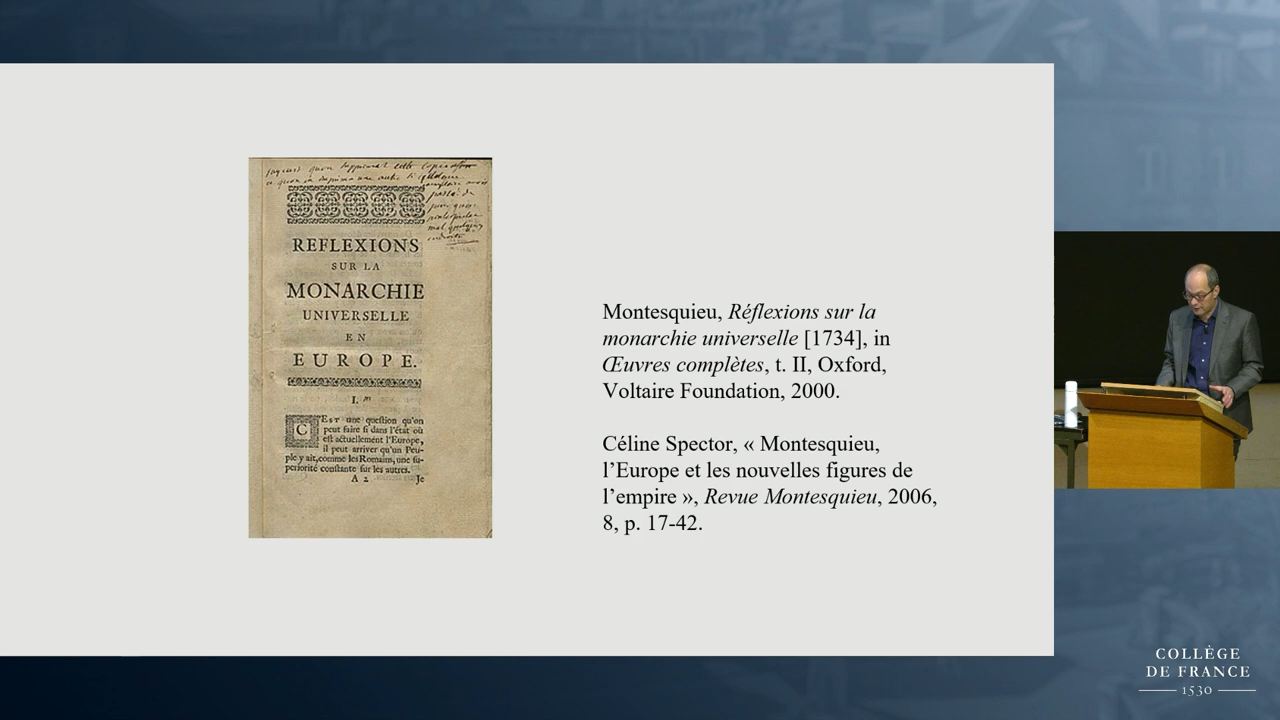 REFLEXIONS
SUR LA
MONARCHIE
UNIVERSELLE
EN
EUROPE.
I.
C'EST une question qu'on
peut faire si dans l'état où
est actuellement l'Europe,
il peut arriver qu'un Peu-
ple y ait, comme les Romains, une su-
periorité constante sur les autres.
A 2 Je
Montesquieu, Réflexions sur la
monarchie universelle [1734], in
Œuvres complètes, t. II, Oxford,
Voltaire Foundation, 2000.
Céline Spector, « Montesquieu,
l’Europe et les nouvelles figures de
l’empire », Revue Montesquieu, 2006,
8, p. 17-42.
COLLÈGE
DE FRANCE
1530